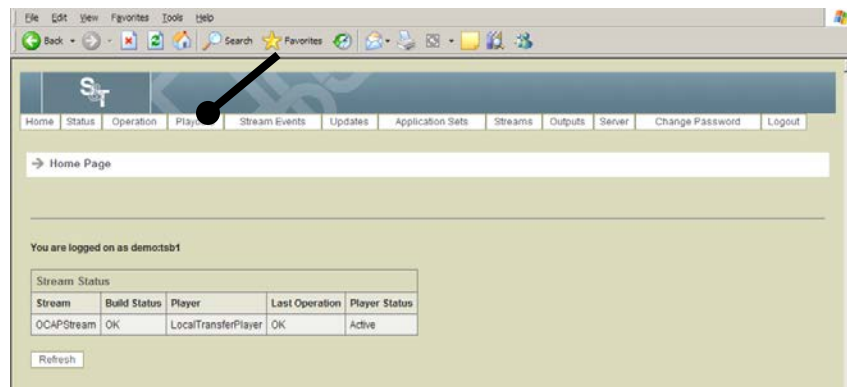 File Edit View Favorites Tools Help
Back Search Favorites
S&T
Home Status Operation Stream Events Updates Application Sets Streams Outputs Server Change Password Logout
Home Page
You are logged on as demo:tsb1
Stream Status
Stream Build Status Player Last Operation Player Status
OCAPStream OK LocalTransferPlayer OK Active
Refresh